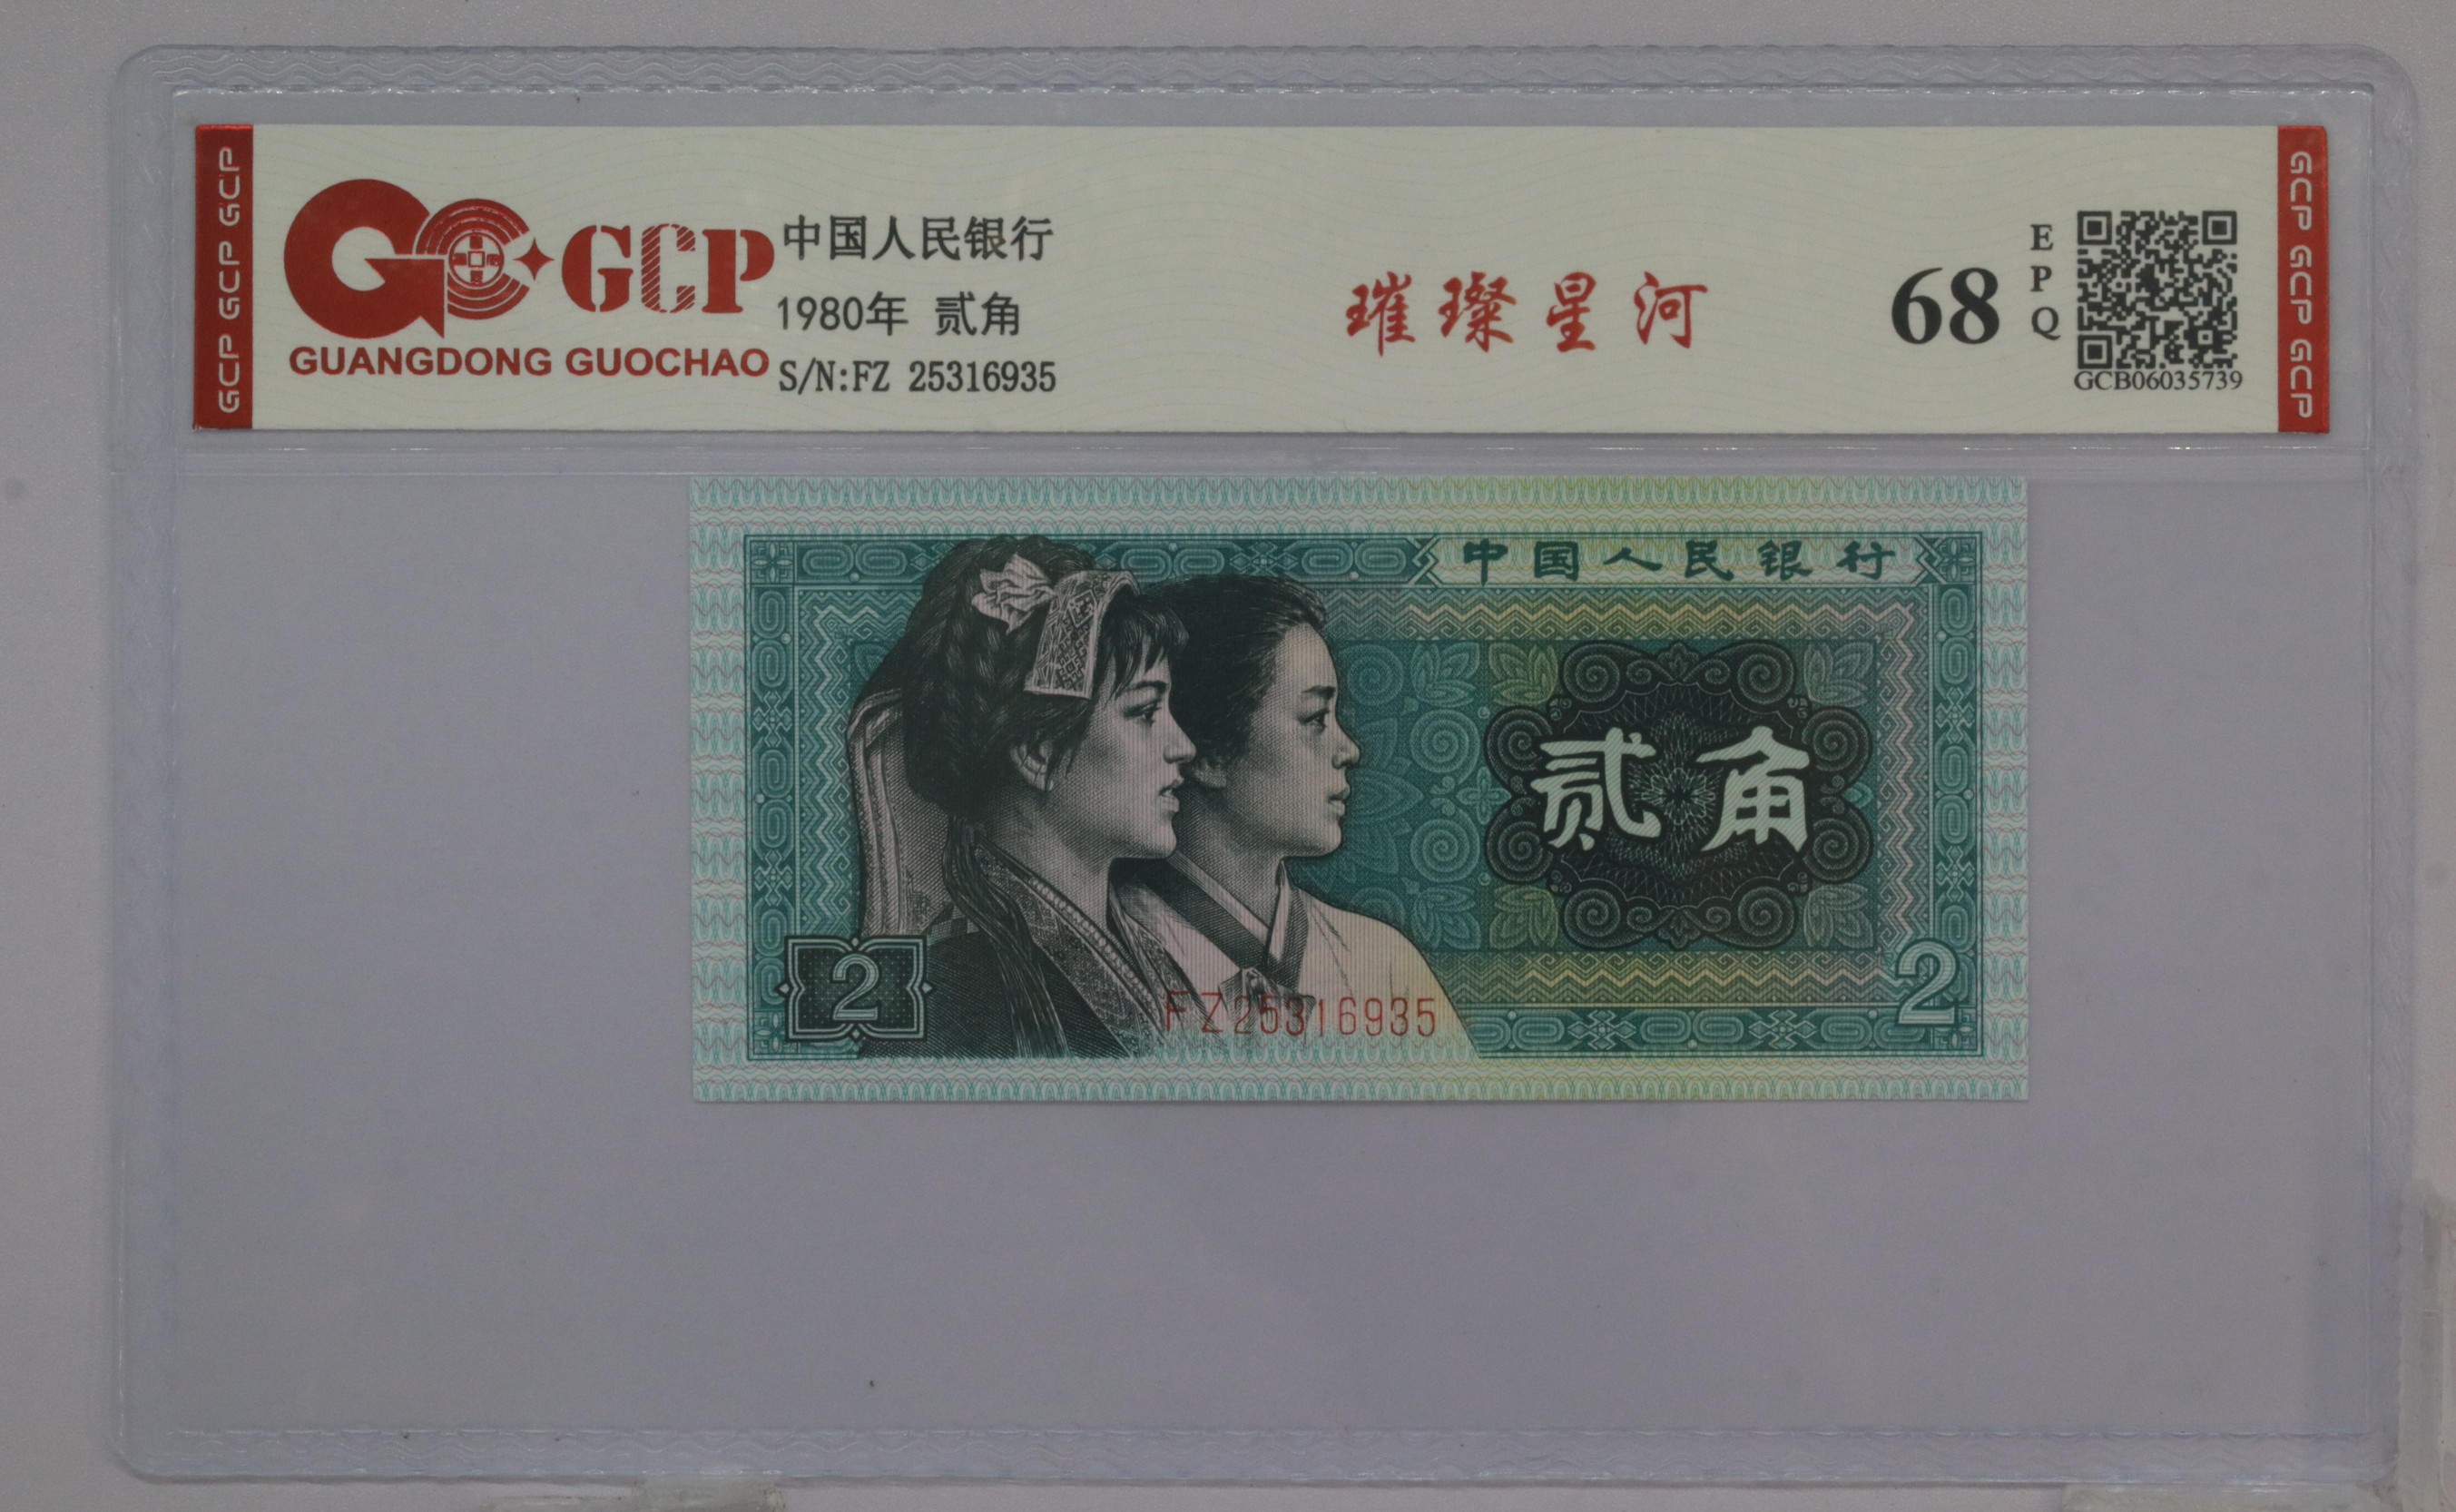 GCP GCP GCP
GCP
GUANGDONG GUOCHAO
中国人民银行
1980年 贰角
S/N:FZ 25316935
璀璨星河
68
EPQ
GCB06035739
GCP GCP GCP
中国人民银行
贰角
2
FZ25316935
2